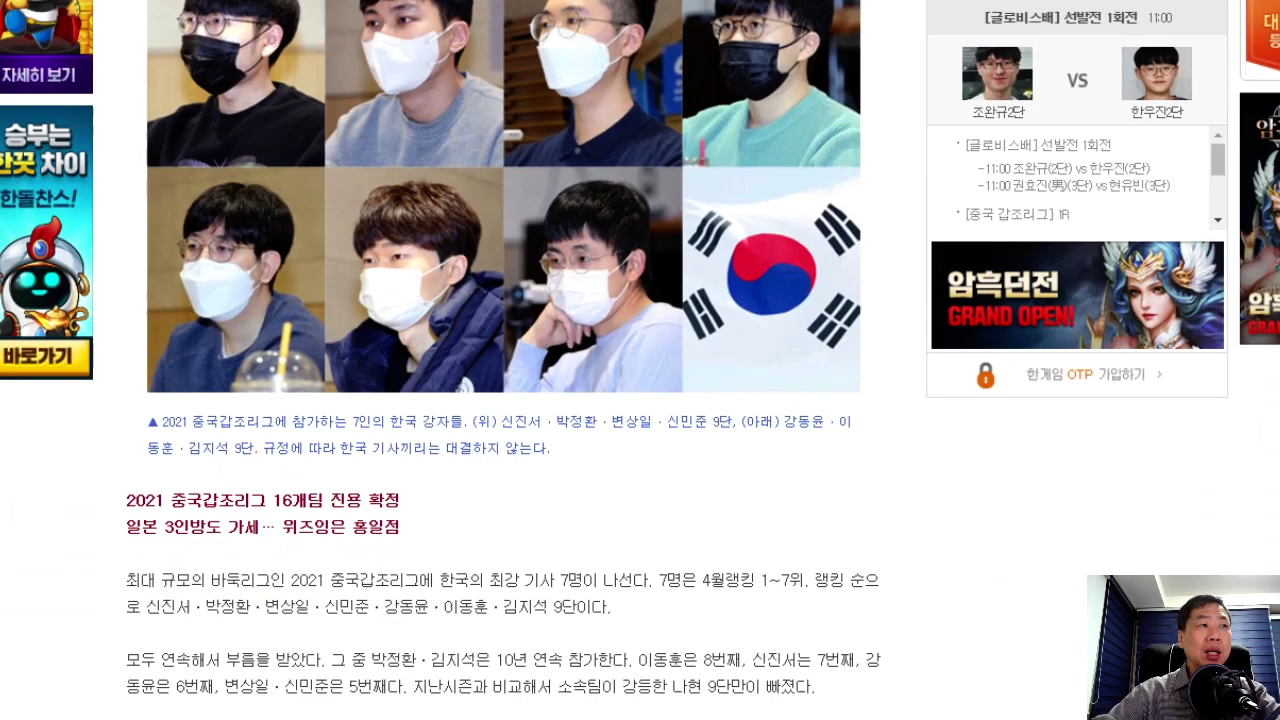 자세히 보기
승부는
한끗 차이
한돌찬스!
바로가기
▲ 2021 중국갑조리그에 참가하는 7인의 한국 강자들. (위) 신진서 · 박정환 · 변상일 · 신민준 9단, (아래) 강동윤 · 이
동훈 · 김지석 9단. 규정에 따라 한국 기사끼리는 대결하지 않는다.
2021 중국갑조리그 16개팀 진용 확정
일본 3인방도 가세… 위즈잉은 홍일점
최대 규모의 바둑리그인 2021 중국갑조리그에 한국의 최강 기사 7명이 나선다. 7명은 4월랭킹 1~7위. 랭킹 순으
로 신진서 · 박정환 · 변상일 · 신민준 · 강동윤 · 이동훈 · 김지석 9단이다.
모두 연속해서 부름을 받았다. 그 중 박정환 · 김지석은 10년 연속 참가한다. 이동훈은 8번째, 신진서는 7번째, 강
동윤은 6번째, 변상일 · 신민준은 5번째다. 지난시즌과 비교해서 소속팀이 강등한 나현 9단만이 빠졌다.
[글로비스배] 선발전 1회전 11:00
VS
조완규2단 한우진2단
· [글로비스배] 선발전 1회전
-11:00 조완규(2단) vs 한우진(2단)
-11:00 권효진(男)(3단) vs 현유빈(3단)
· [중국 갑조리그] 1R
암흑던전
GRAND OPEN!
한게임 OTP 가입하기 >